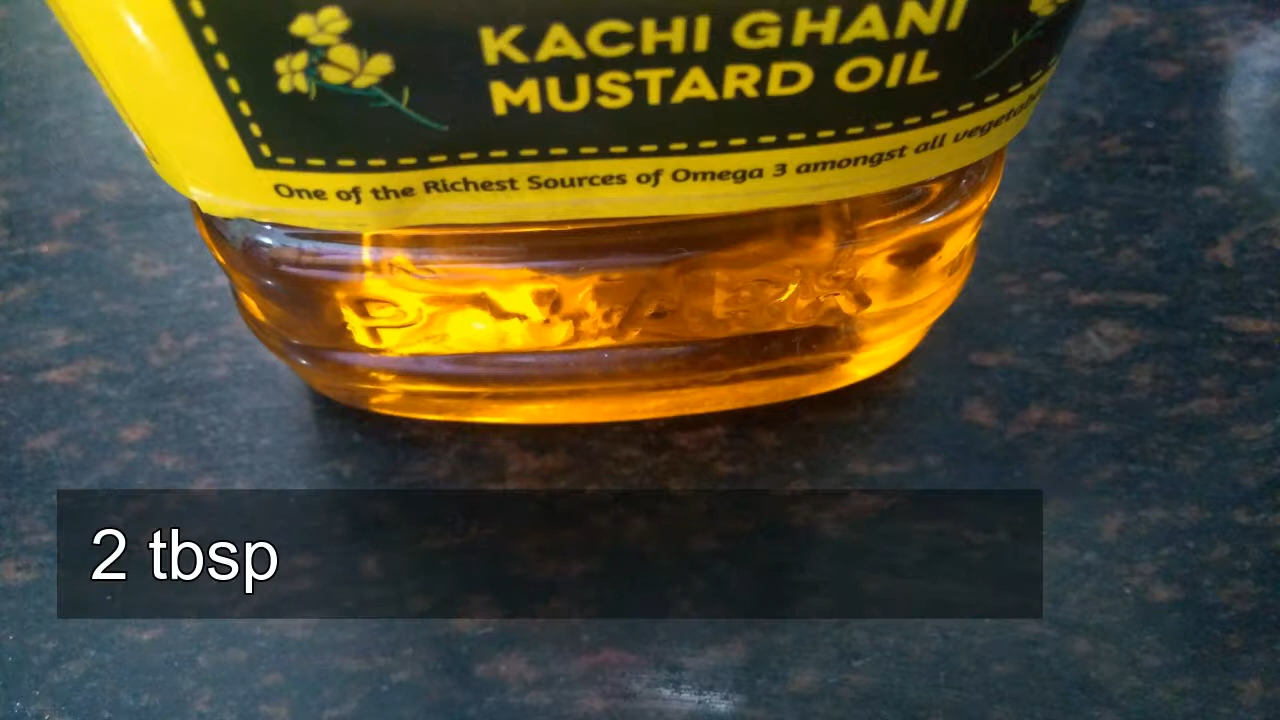 KACHI GHANI
MUSTARD OIL
One of the Richest Sources of Omega 3 amongst all
2 tbsp